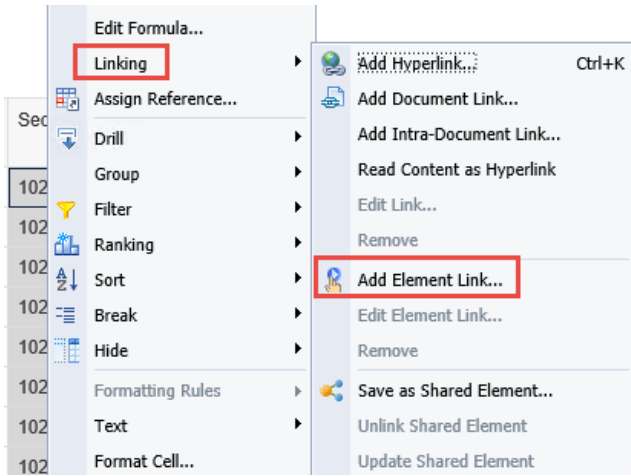 Edit Formula...
Linking
Assign Reference...
Drill
Group
Filter
Ranking
Sort
Break
Hide
Formatting Rules
Text
Format Cell...
Add Hyperlink... Ctrl+K
Add Document Link...
Add Intra-Document Link...
Read Content as Hyperlink
Edit Link...
Remove
Add Element Link...
Edit Element Link...
Remove
Save as Shared Element...
Unlink Shared Element
Update Shared Element
Sec
102
102
102
102
102
102
102
102